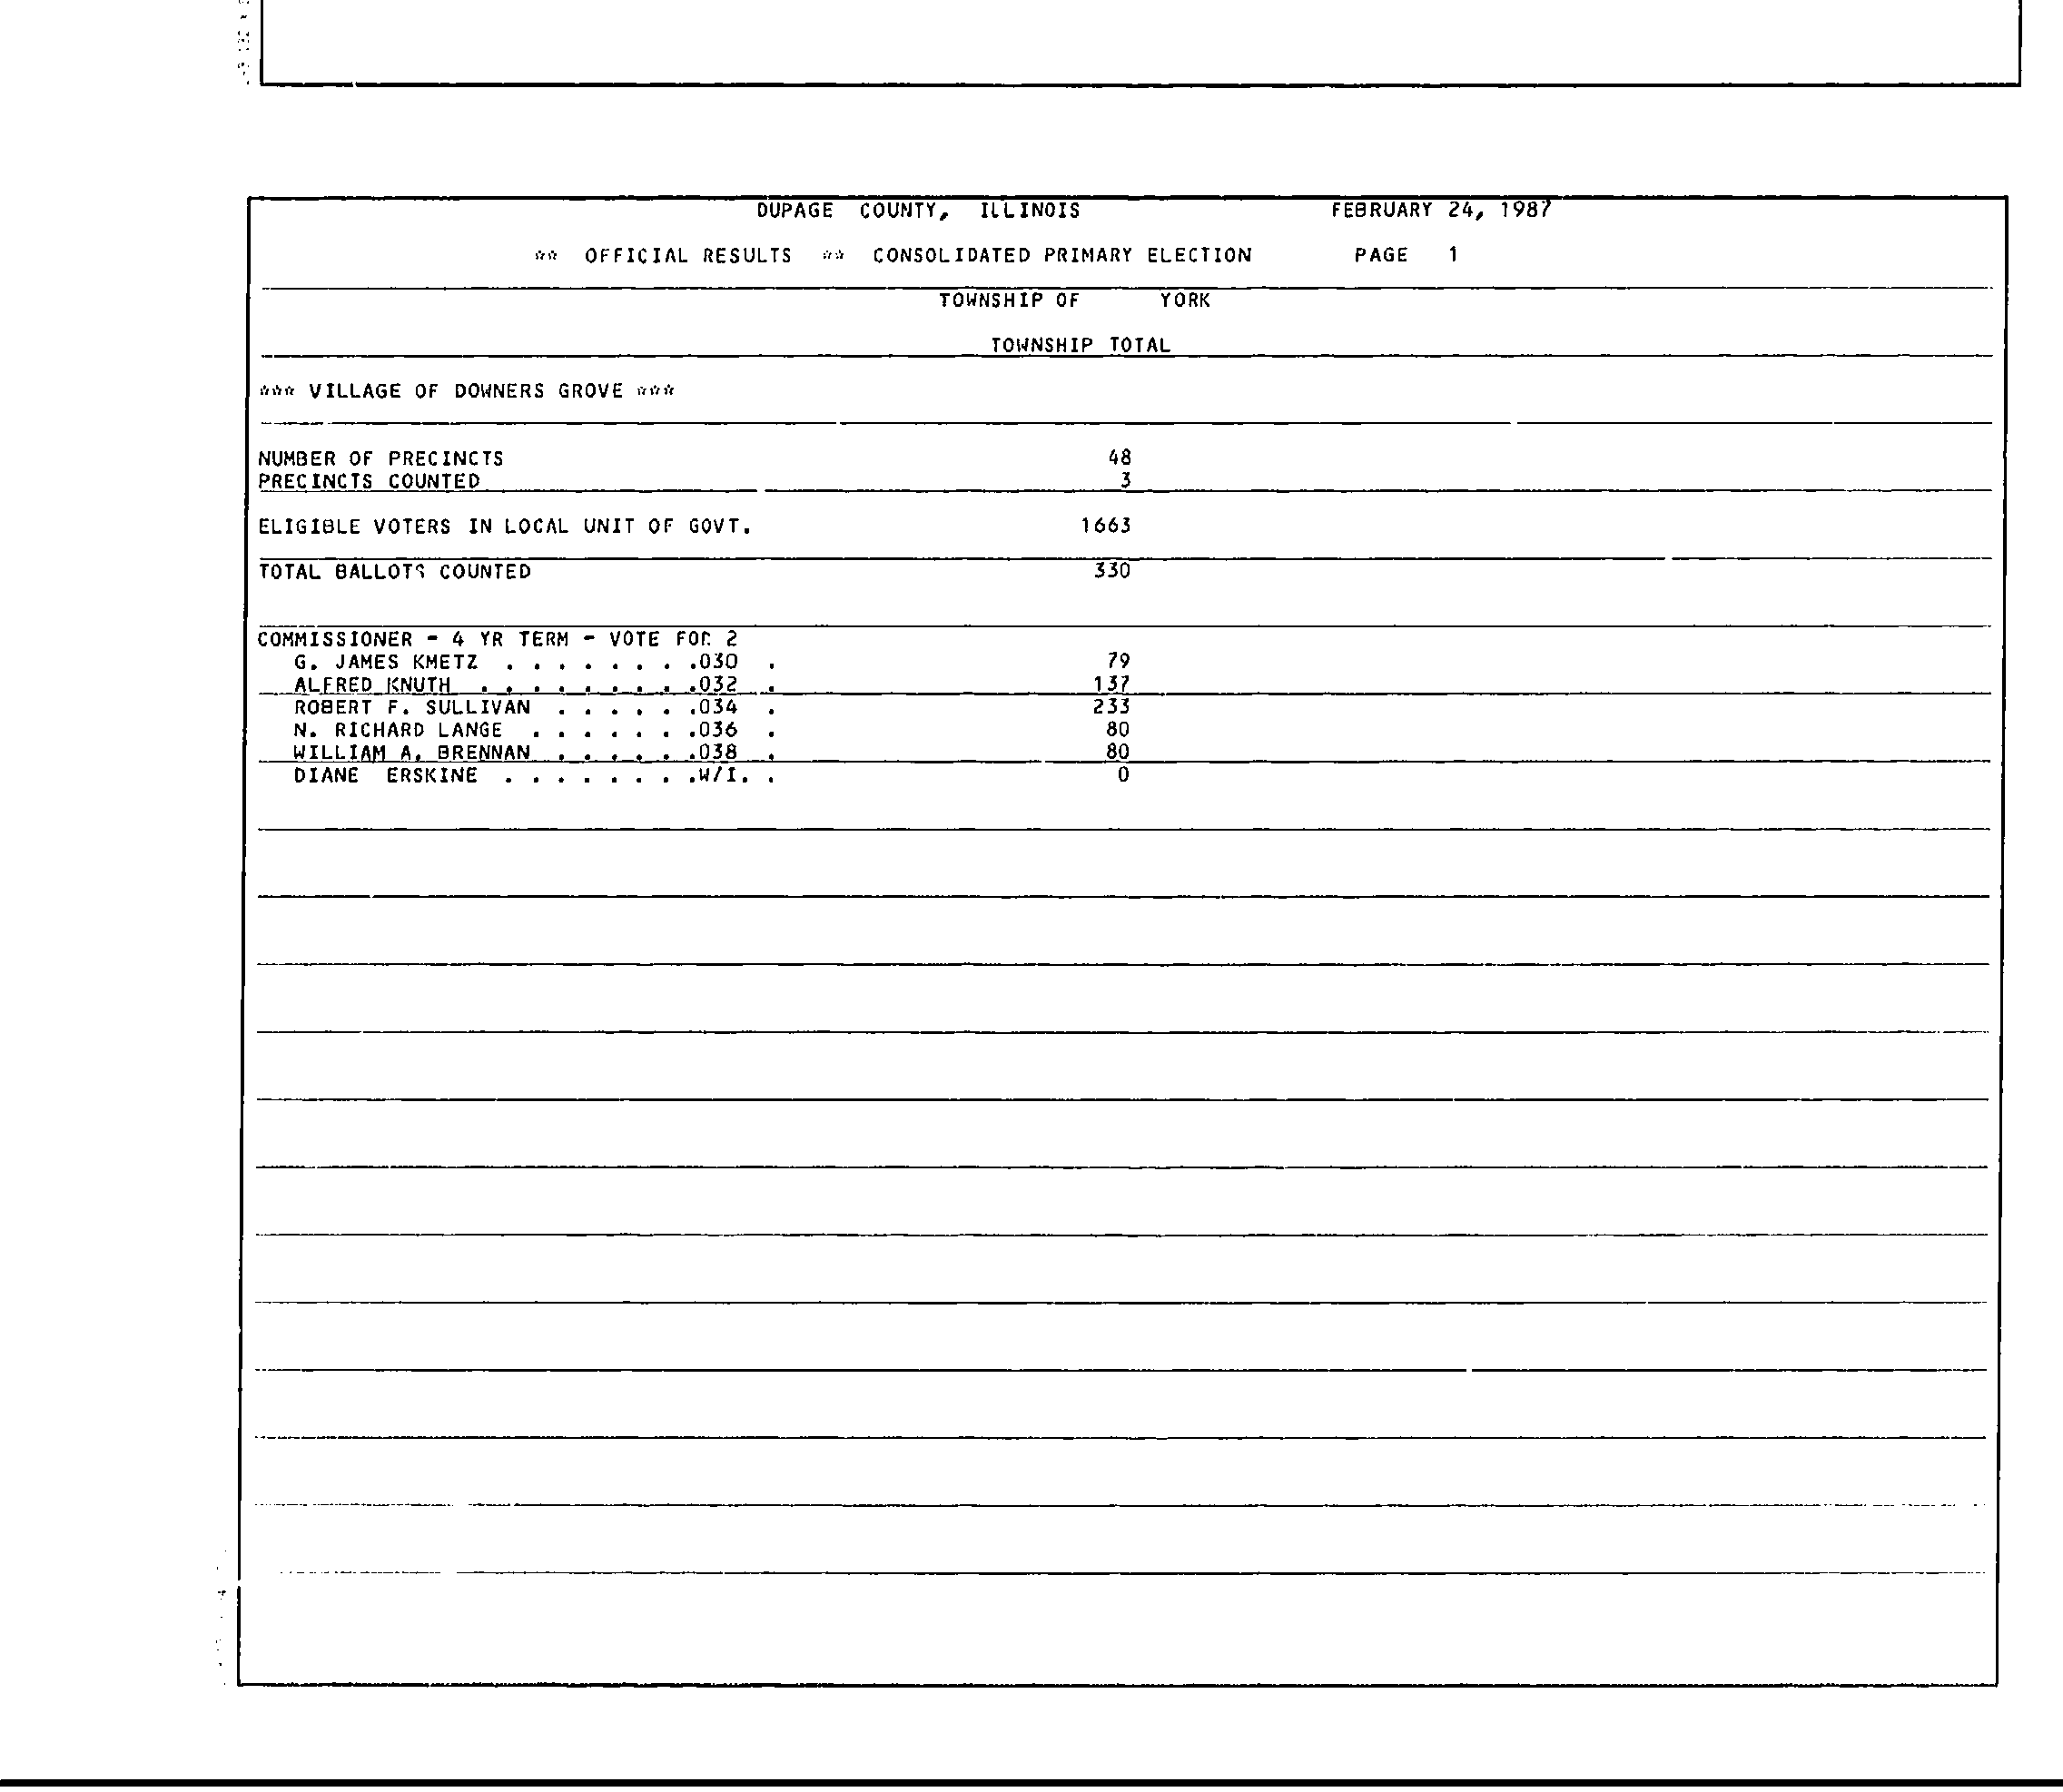 DUPAGE COUNTY, ILLINOIS FEBRUARY 24, 1987
** OFFICIAL RESULTS ** CONSOLIDATED PRIMARY ELECTION PAGE 1
TOWNSHIP OF YORK
TOWNSHIP TOTAL
*** VILLAGE OF DOWNERS GROVE ***
NUMBER OF PRECINCTS 48
PRECINCTS COUNTED 3
ELIGIBLE VOTERS IN LOCAL UNIT OF GOVT. 1663
TOTAL BALLOTS COUNTED 330
COMMISSIONER - 4 YR TERM - VOTE FOR 2
G. JAMES KMETZ . . . . . . . .030 . 79
ALFRED KNUTH . . . . . . . . .032 . 137
ROBERT F. SULLIVAN . . . . . .034 . 233
N. RICHARD LANGE . . . . . . .036 . 80
WILLIAM A. BRENNAN . . . . . .038 . 80
DIANE ERSKINE . . . . . . . .W/I. . 0